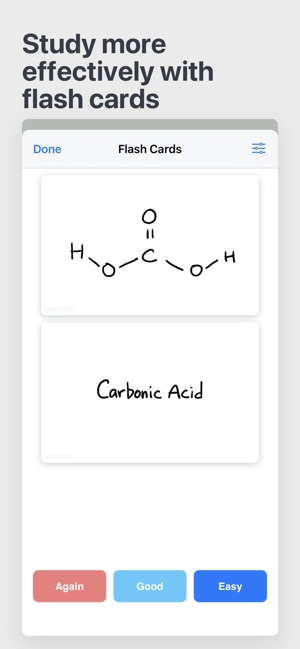 Study more
effectively with
flash cards
Done Flash Cards
O
H C H
O O
Carbonic Acid
Again Good Easy